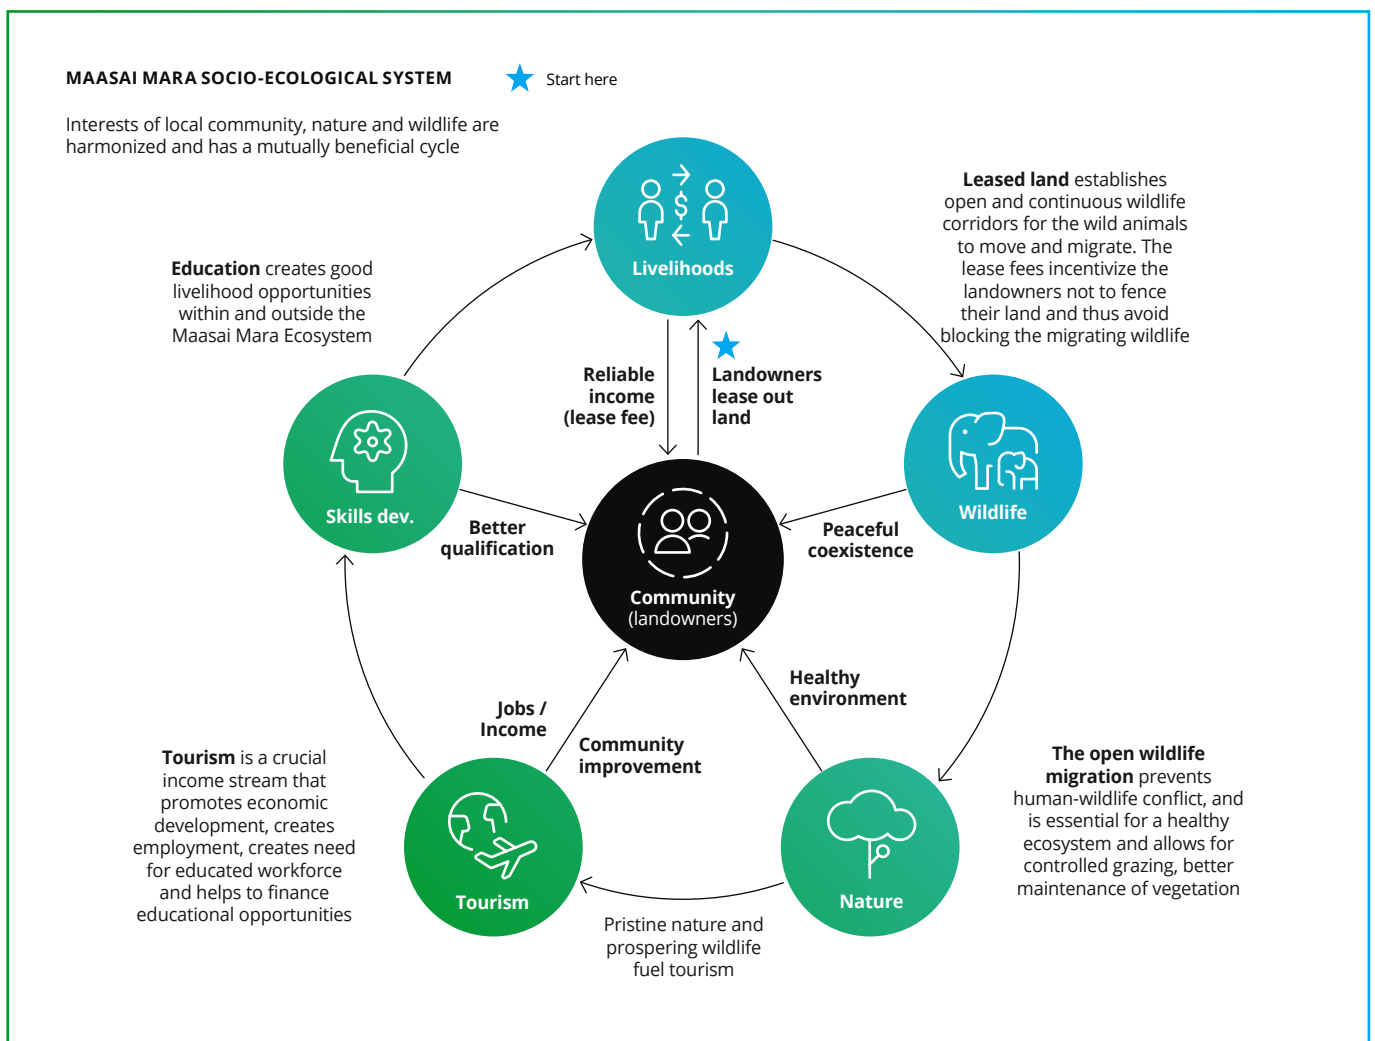 MAASAI MARA SOCIO-ECOLOGICAL SYSTEM
Start here
Interests of local community, nature and wildlife are
harmonized and has a mutually beneficial cycle
$
Livelihoods
Leased land establishes
open and continuous wildlife
corridors for the wild animals
to move and migrate. The
lease fees incentivize the
landowners not to fence
their land and thus avoid
blocking the migrating wildlife
Education creates good
livelihood opportunities
within and outside the
Maasai Mara Ecosystem
Reliable
income
(lease fee)
Landowners
lease out
land
Skills dev.
Wildlife
Better
qualification
Peaceful
coexistence
Community
(landowners)
Healthy
environment
Jobs /
Income
Community
improvement
Tourism is a crucial
income stream that
promotes economic
development, creates
employment, creates need
for educated workforce
and helps to finance
educational opportunities
The open wildlife
migration prevents
human-wildlife conflict, and
is essential for a healthy
ecosystem and allows for
controlled grazing, better
maintenance of vegetation
Tourism
Nature
Pristine nature and
prospering wildlife
fuel tourism